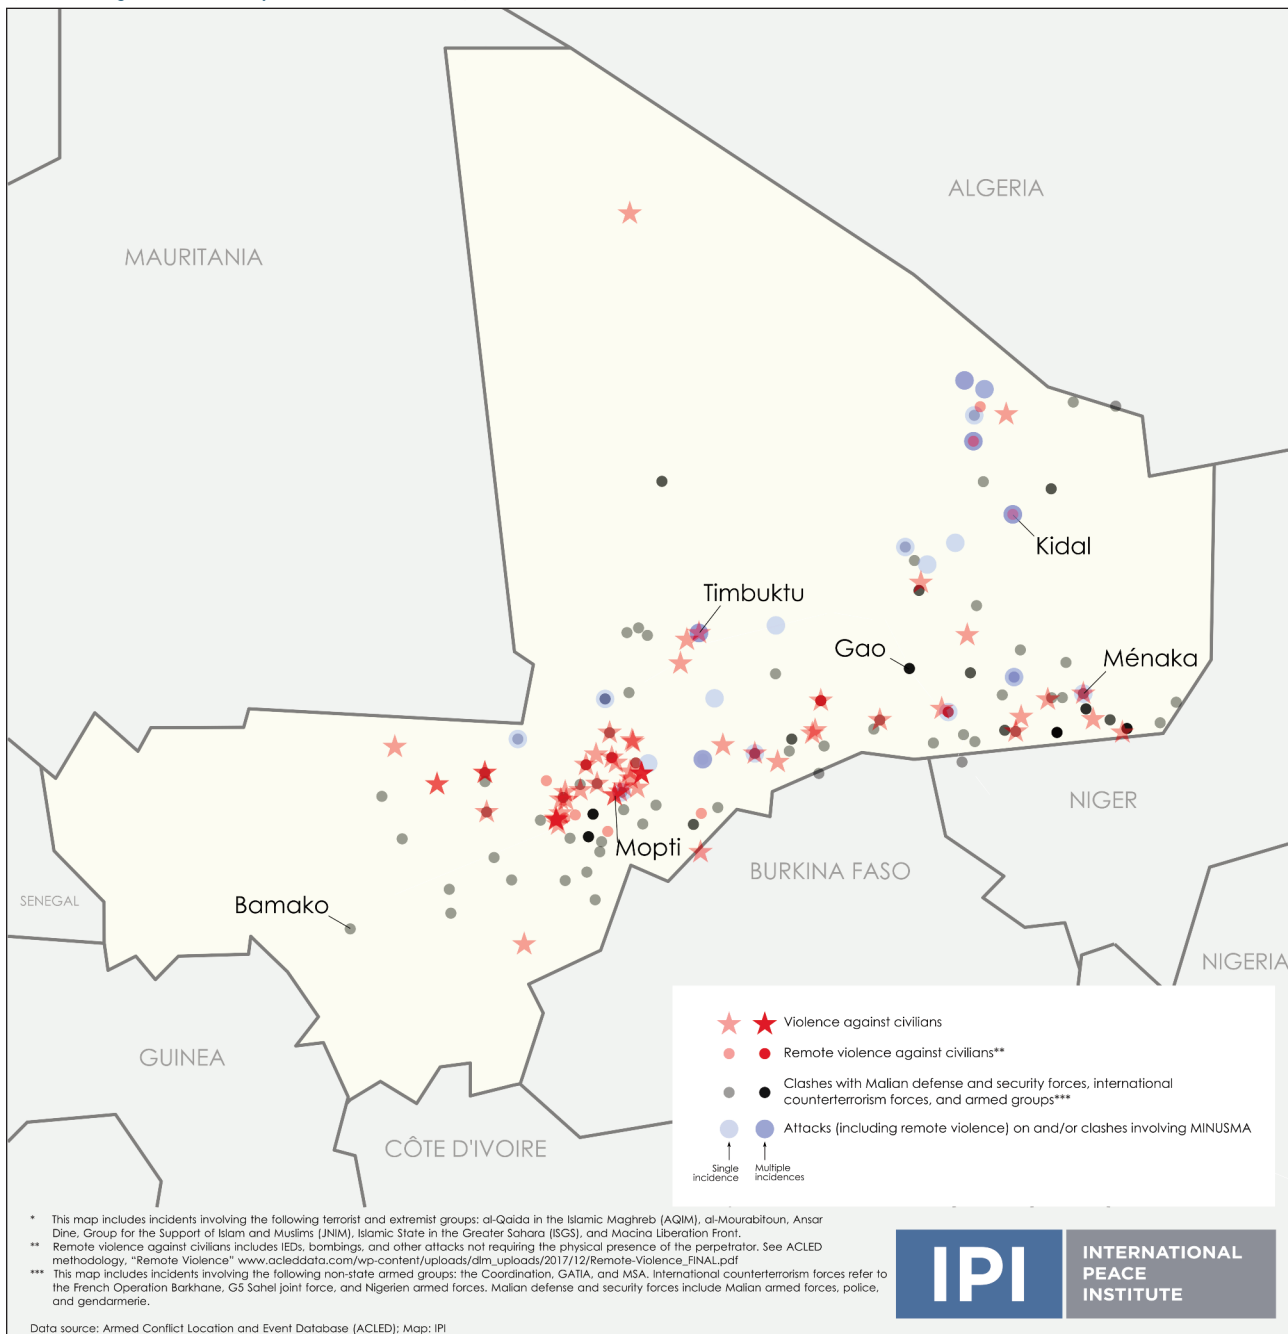 ALGERIA
MAURITANIA
Kidal
Timbuktu
Gao
Ménaka
NIGER
Mopti
BURKINA FASO
SENEGAL
Bamako
NIGERIA
GUINEA
CÔTE D'IVOIRE
Violence against civilians
Remote violence against civilians**
Clashes with Malian defense and security forces, international
counterterrorism forces, and armed groups***
Attacks (including remote violence) on and/or clashes involving MINUSMA
Single
incidence
Multiple
incidences
* This map includes incidents involving the following terrorist and extremist groups: al-Qaida in the Islamic Maghreb (AQIM), al-Mourabitoun, Ansar
Dine, Group for the Support of Islam and Muslims (JNIM), Islamic State in the Greater Sahara (ISGS), and Macina Liberation Front.
** Remote violence against civilians includes IEDs, bombings, and other attacks not requiring the physical presence of the perpetrator. See ACLED
methodology, “Remote Violence” www.acleddata.com/wp-content/uploads/dlm_uploads/2017/12/Remote-Violence_FINAL.pdf
*** This map includes incidents involving the following non-state armed groups: the Coordination, GATIA, and MSA. International counterterrorism forces refer to
the French Operation Barkhane, G5 Sahel joint force, and Nigerien armed forces. Malian defense and security forces include Malian armed forces, police,
and gendarmerie.
Data source: Armed Conflict Location and Event Database (ACLED); Map: IPI
IPI
INTERNATIONAL
PEACE
INSTITUTE